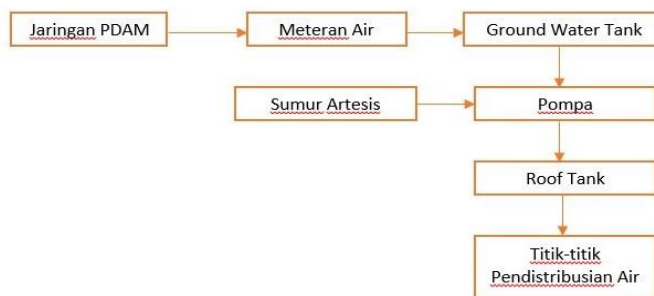 Jaringan PDAM
Meteran Air
Ground Water Tank
Sumur Artesis
Pompa
Roof Tank
Titik-titik
Pendistribusian Air